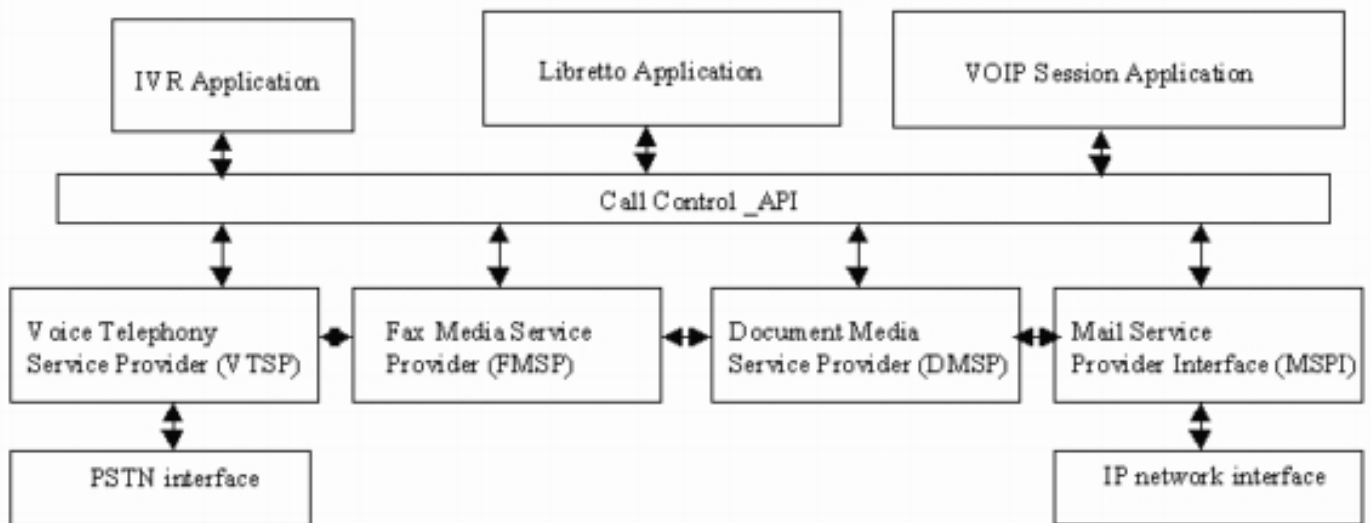 IVR Application
Libretto Application
VOIP Session Application
Call Control _API
Voice Telephony
Service Provider (VTSP)
Fax Media Service
Provider (FMSP)
Document Media
Service Provider (DMSP)
Mail Service
Provider Interface (MSPI)
PSTN interface
IP network interface